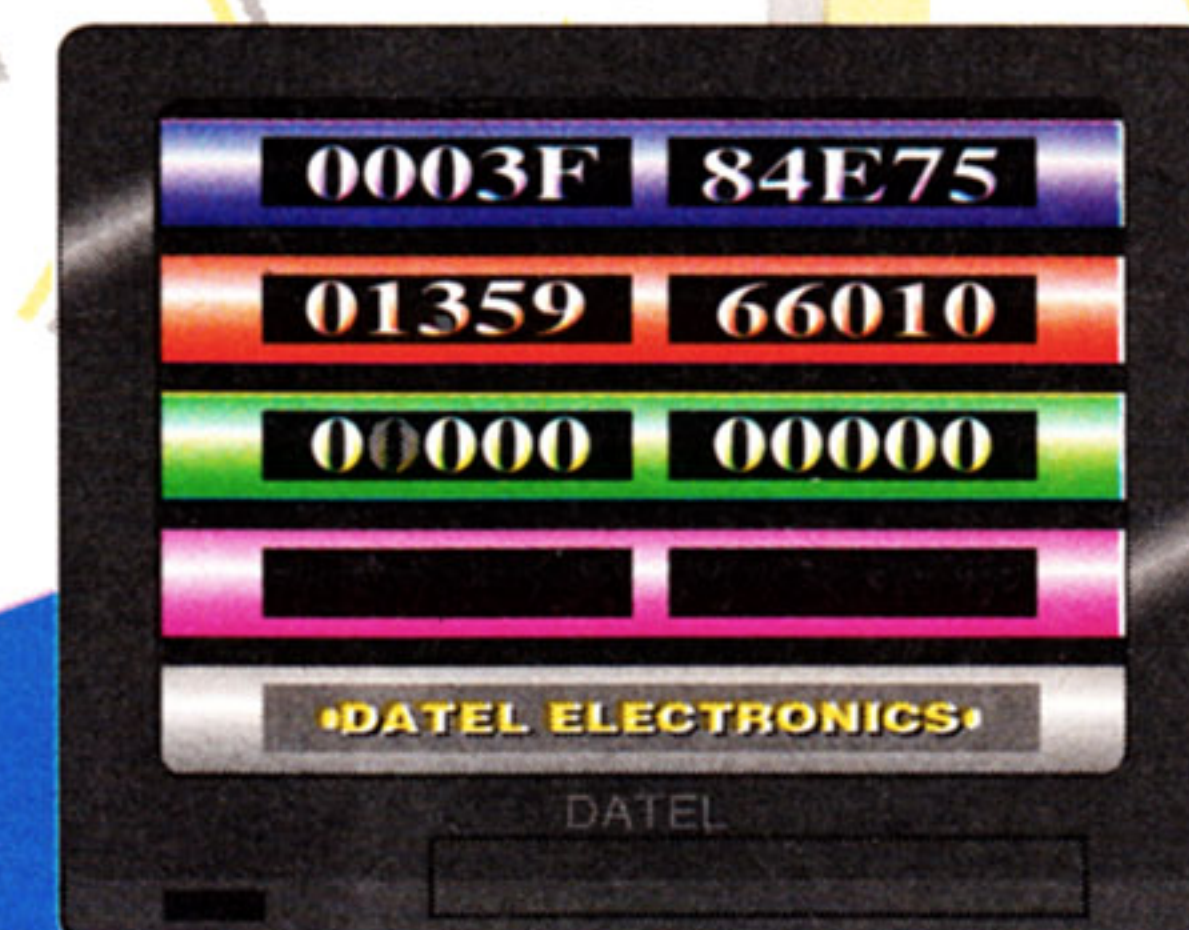 0003F 84E75
01359 66010
00000 00000
•DATEL ELECTRONICS•
DATEL